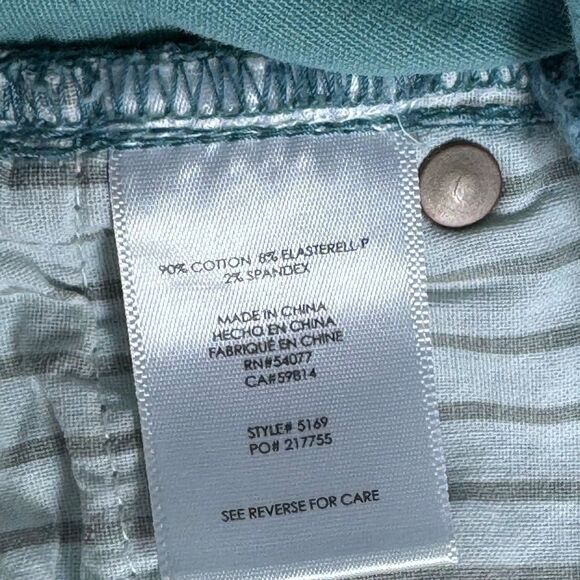 90% COTTON 8% ELASTERELL-P
2% SPANDEX
MADE IN CHINA
HECHO EN CHINA
FABRIQUÉ EN CHINE
RN#54077
CA#59814
STYLE# 5169
PO# 217755
SEE REVERSE FOR CARE